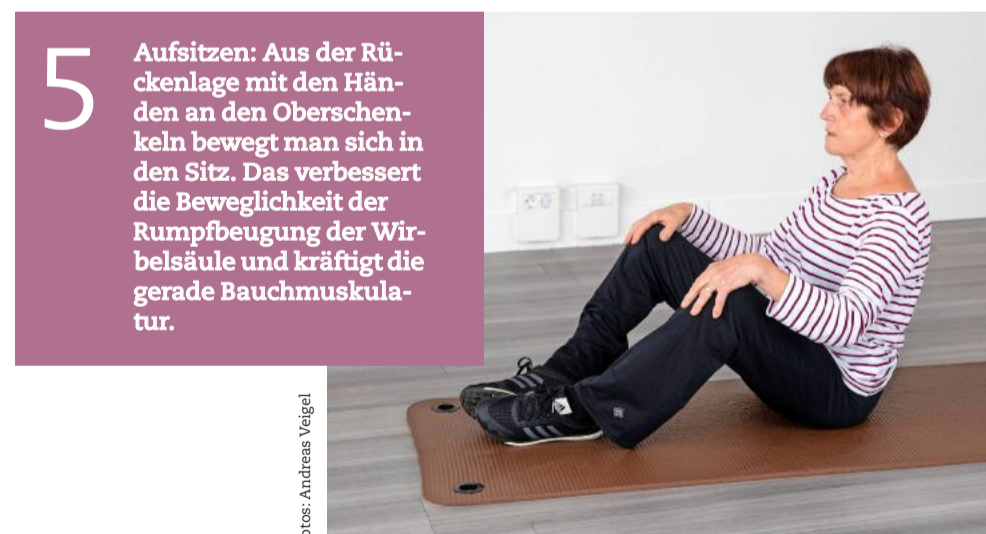 5
Aufsitzen: Aus der Rü-
ckenlage mit den Hän-
den an den Oberschen-
keln bewegt man sich in
den Sitz. Das verbessert
die Beweglichkeit der
Rumpfbeugung der Wir-
belsäule und kräftigt die
gerade Bauchmuskula-
tur.
otos: Andreas Veigel